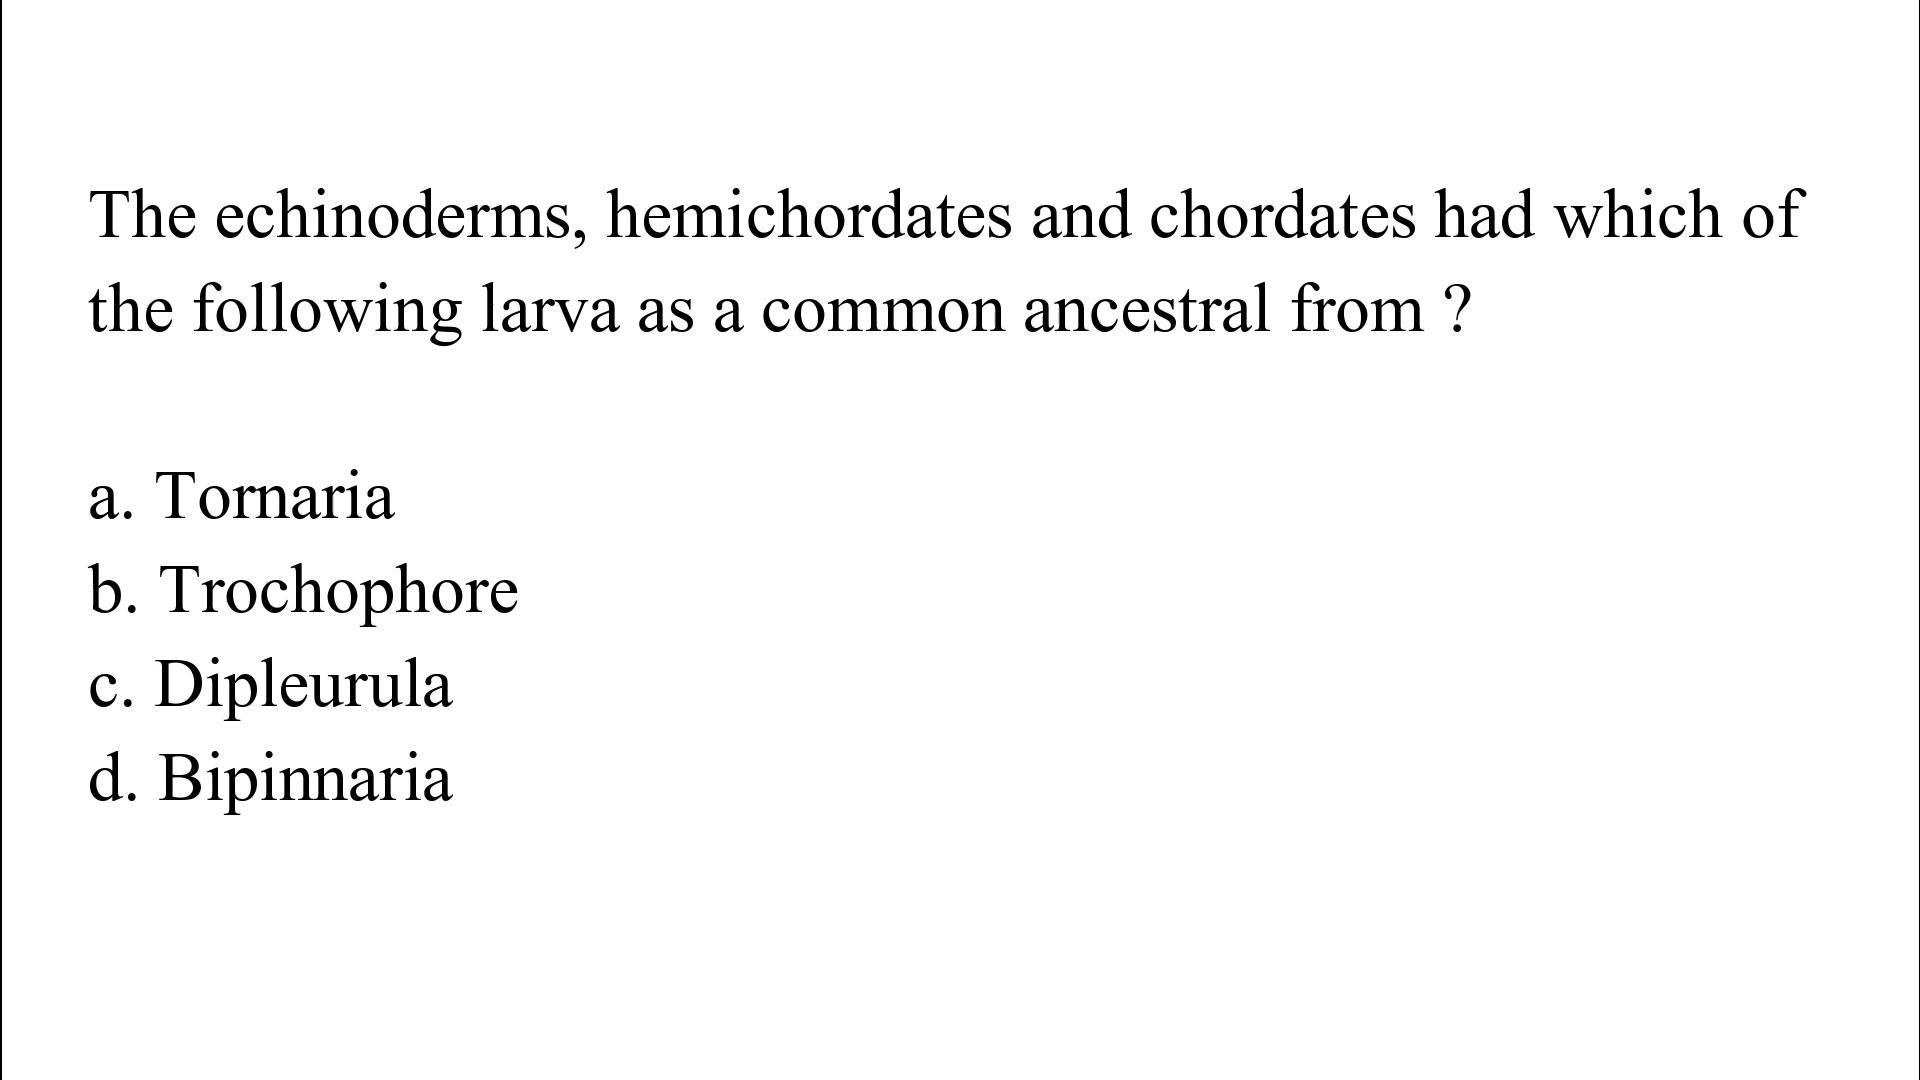 The echinoderms, hemichordates and chordates had which of
the following larva as a common ancestral from ?
a. Tornaria
b. Trochophore
c. Dipleurula
d. Bipinnaria